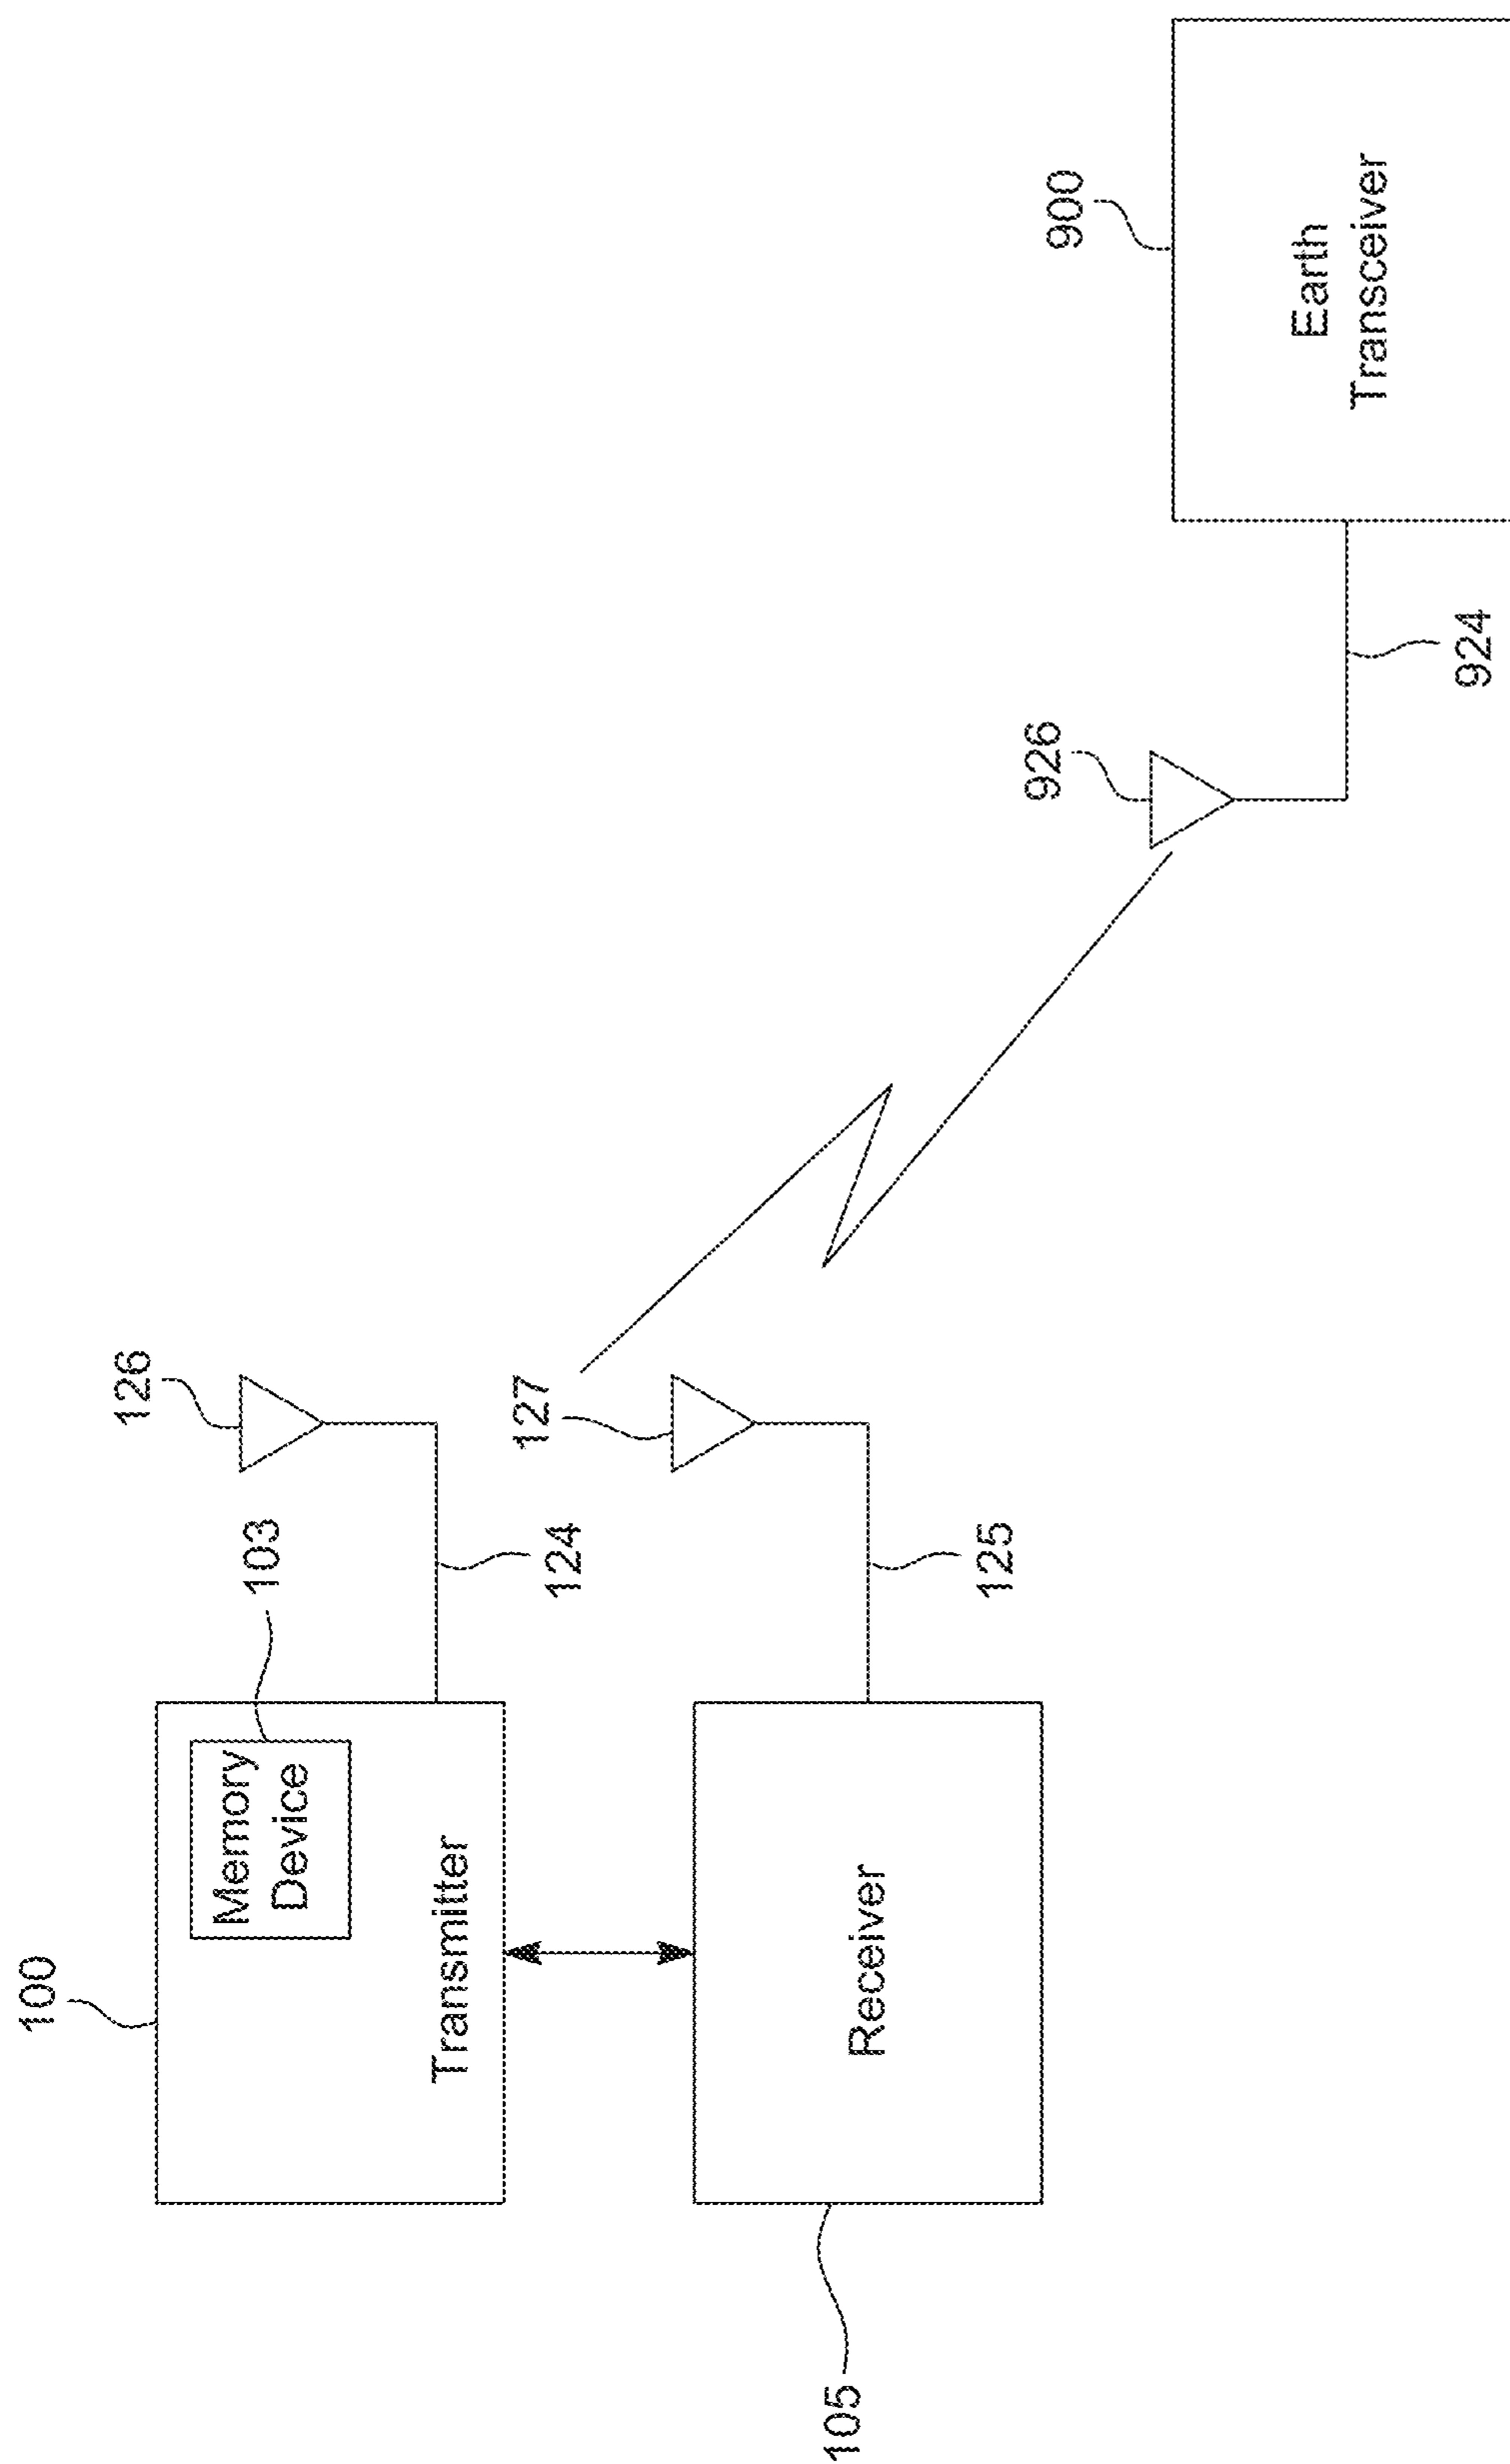 100
103
126
Memory
Device
Transmitter
124
127
105
Receiver
125
926
900
924
Earth
Transceiver